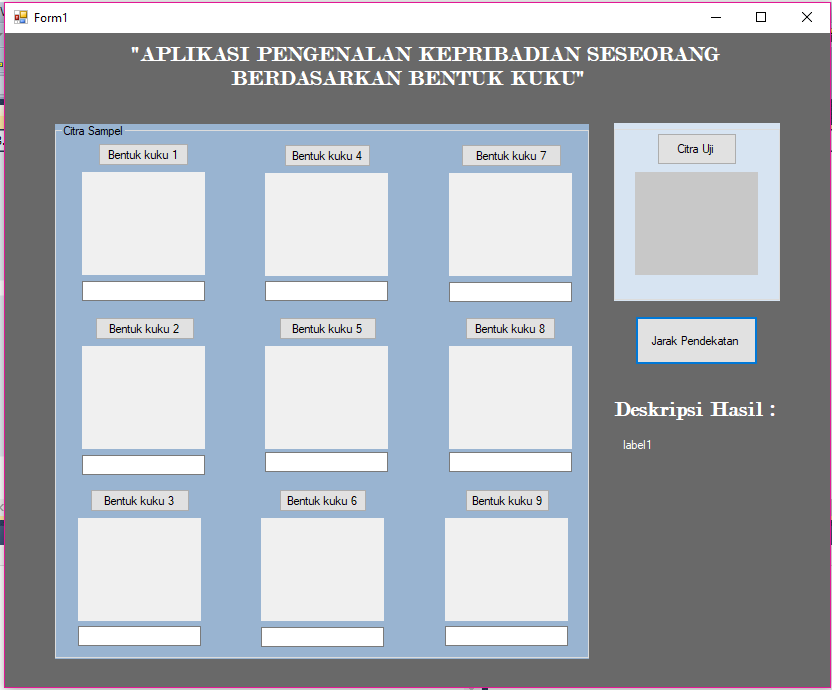 Form1
"APLIKASI PENGENALAN KEPRIBADIAN SESEORANG
BERDASARKAN BENTUK KUKU"
Citra Sampel
Bentuk kuku 1
Bentuk kuku 4
Bentuk kuku 7
Bentuk kuku 2
Bentuk kuku 5
Bentuk kuku 8
Bentuk kuku 3
Bentuk kuku 6
Bentuk kuku 9
Citra Uji
Jarak Pendekatan
Deskripsi Hasil :
label1